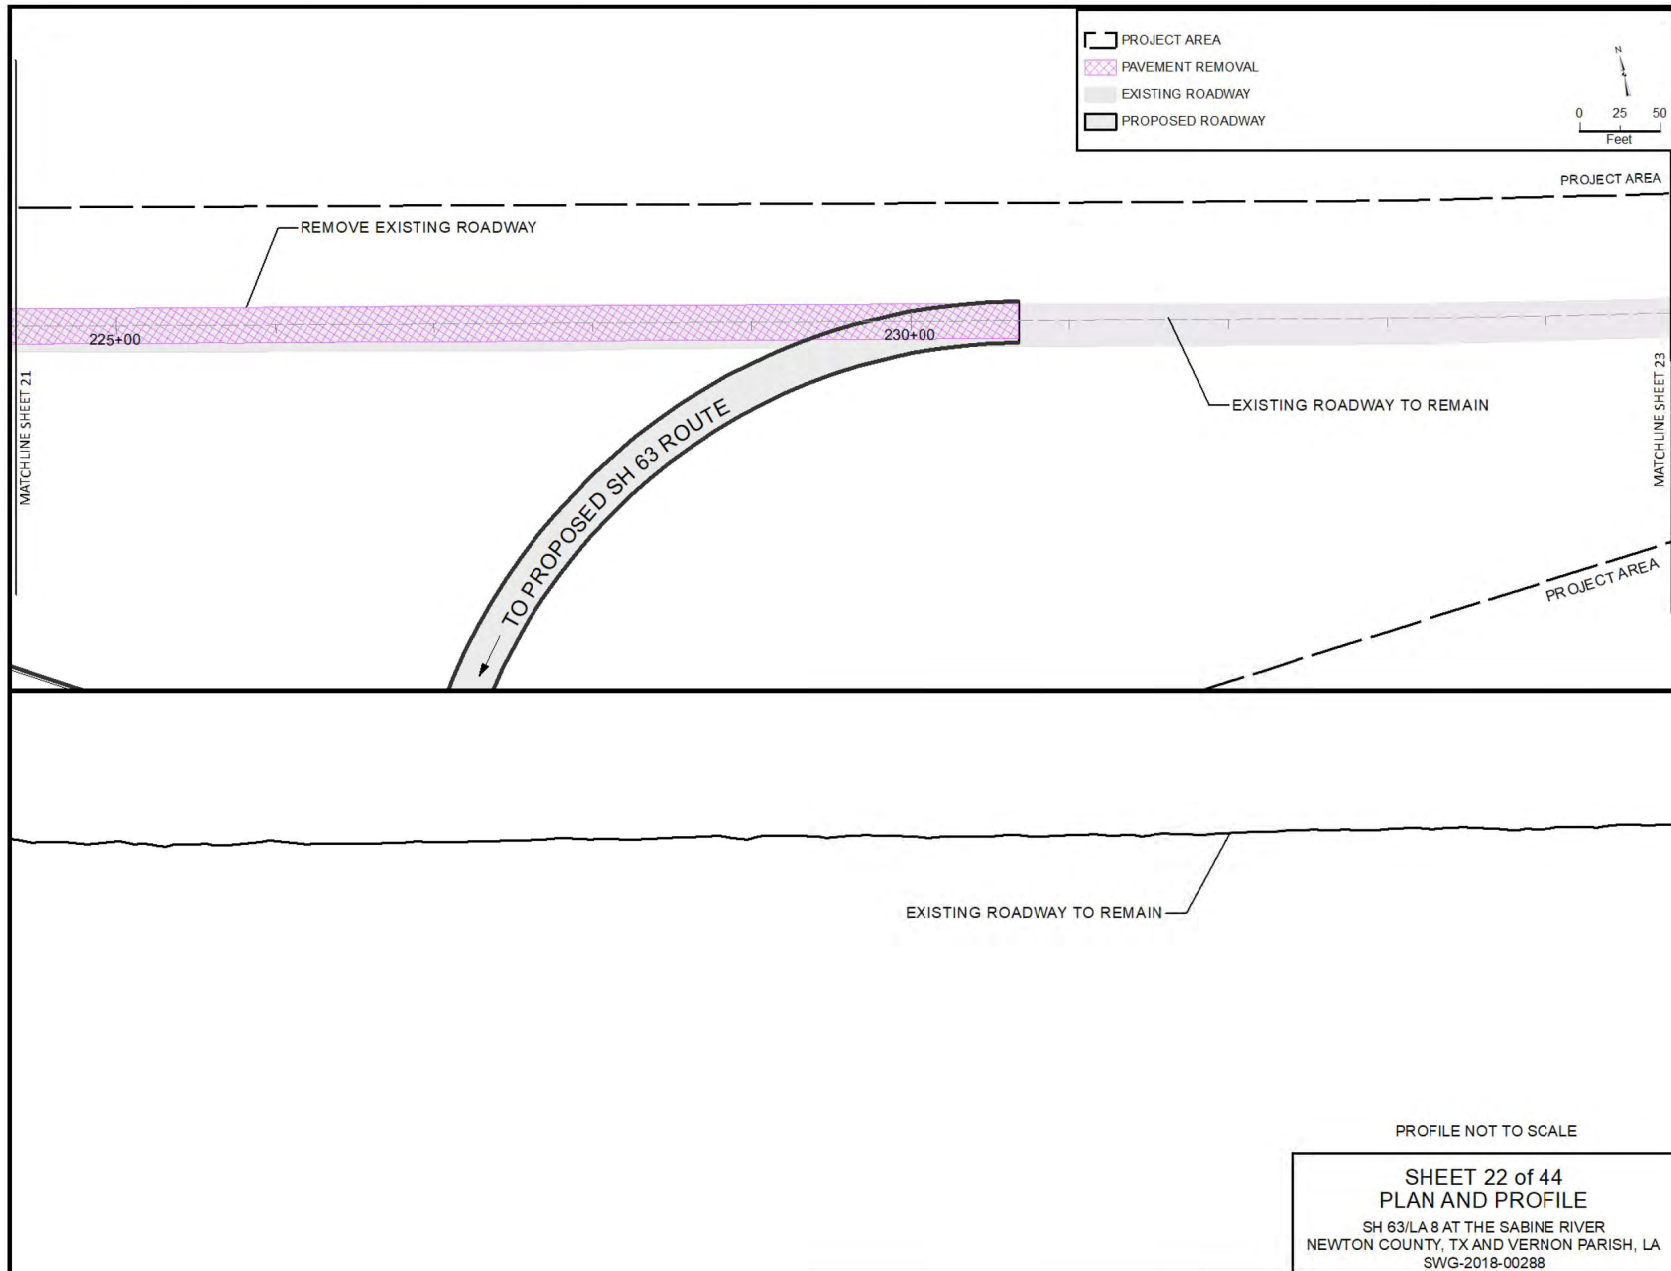 PROJECT AREA
PAVEMENT REMOVAL
EXISTING ROADWAY
PROPOSED ROADWAY
N
0 25 50
Feet
PROJECT AREA
REMOVE EXISTING ROADWAY
225+00
230+00
MATCHLINE SHEET 21
MATCHLINE SHEET 23
EXISTING ROADWAY TO REMAIN
TO PROPOSED SH 63 ROUTE
PROJECT AREA
EXISTING ROADWAY TO REMAIN
PROFILE NOT TO SCALE
SHEET 22 of 44
PLAN AND PROFILE
SH 63/LA 8 AT THE SABINE RIVER
NEWTON COUNTY, TX AND VERNON PARISH, LA
SWG-2018-00288